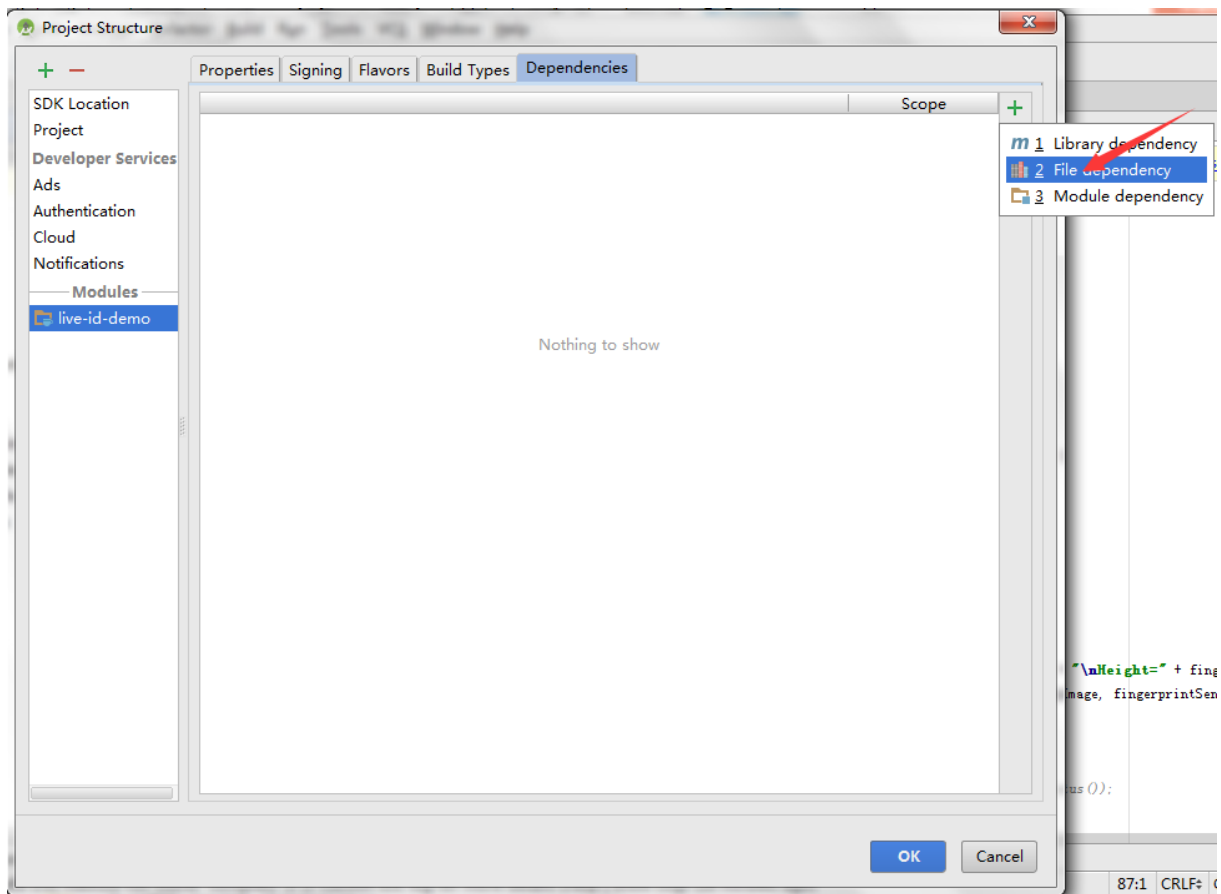 Project Structure
Properties Signing Flavors Build Types Dependencies
SDK Location
Project
Developer Services
Ads
Authentication
Cloud
Notifications
Modules
live-id-demo
Scope
1 Library dependency
2 File dependency
3 Module dependency
Nothing to show
"\nHeight=" + fing
mage, fingerprintSen
us());
OK Cancel
87:1 CRLF